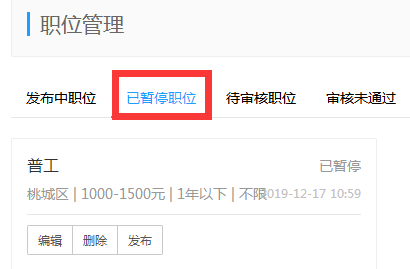 职位管理
发布中职位 已暂停职位 待审核职位 审核未通过
普工 已暂停
桃城区 | 1000-1500元 | 1年以下 | 不限 2019-12-17 10:59
编辑 删除 发布